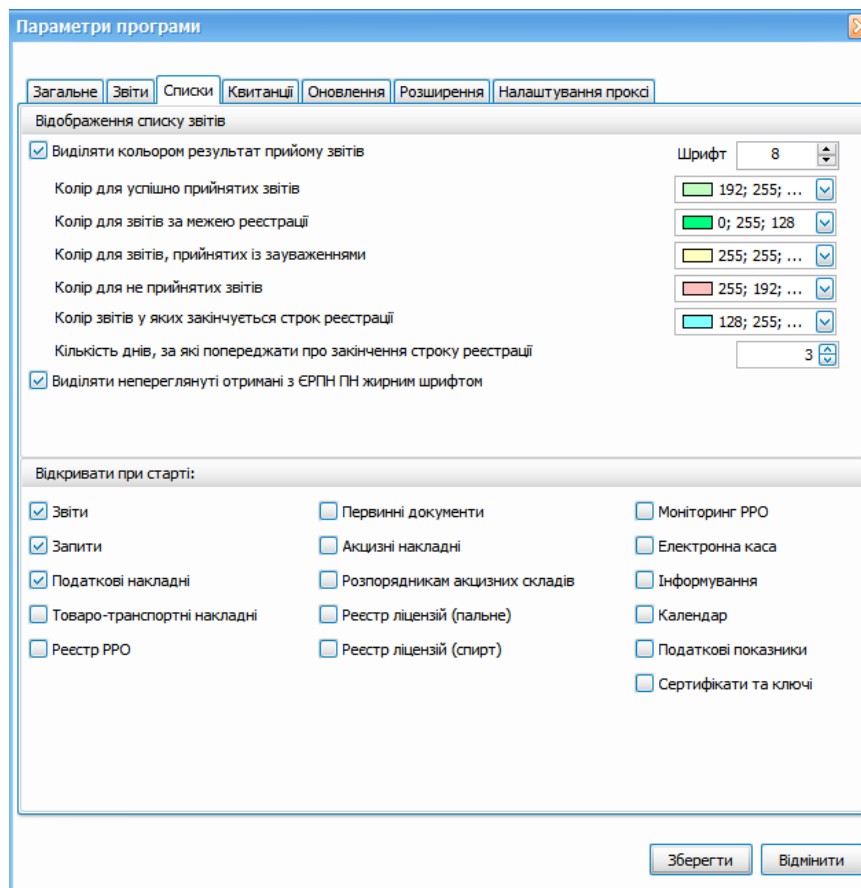 Параметри програми
Загальне Звіти Списки Квитанції Оновлення Розширення Налаштування проксі
Відображення списку звітів
Виділяти кольором результат прийому звітів Шрифт 8
Колір для успішно прийнятих звітів 192; 255; ...
Колір для звітів за межею реєстрації 0; 255; 128
Колір для звітів, прийнятих із зауваженнями 255; 255; ...
Колір для не прийнятих звітів 255; 192; ...
Колір звітів у яких закінчується строк реєстрації 128; 255; ...
Кількість днів, за які попереджати про закінчення строку реєстрації 3
Виділяти непереглянуті отримані з ЄРПН ПН жирним шрифтом
Відкривати при старті:
Звіти Первинні документи Моніторинг РРО
Запити Акцизні накладні Електронна каса
Податкові накладні Розпорядникам акцизних складів Інформування
Товаро-транспортні накладні Реєстр ліцензій (пальне) Календар
Реєстр РРО Реєстр ліцензій (спирт) Податкові показники
Сертифікати та ключі
Зберегти Відмінити